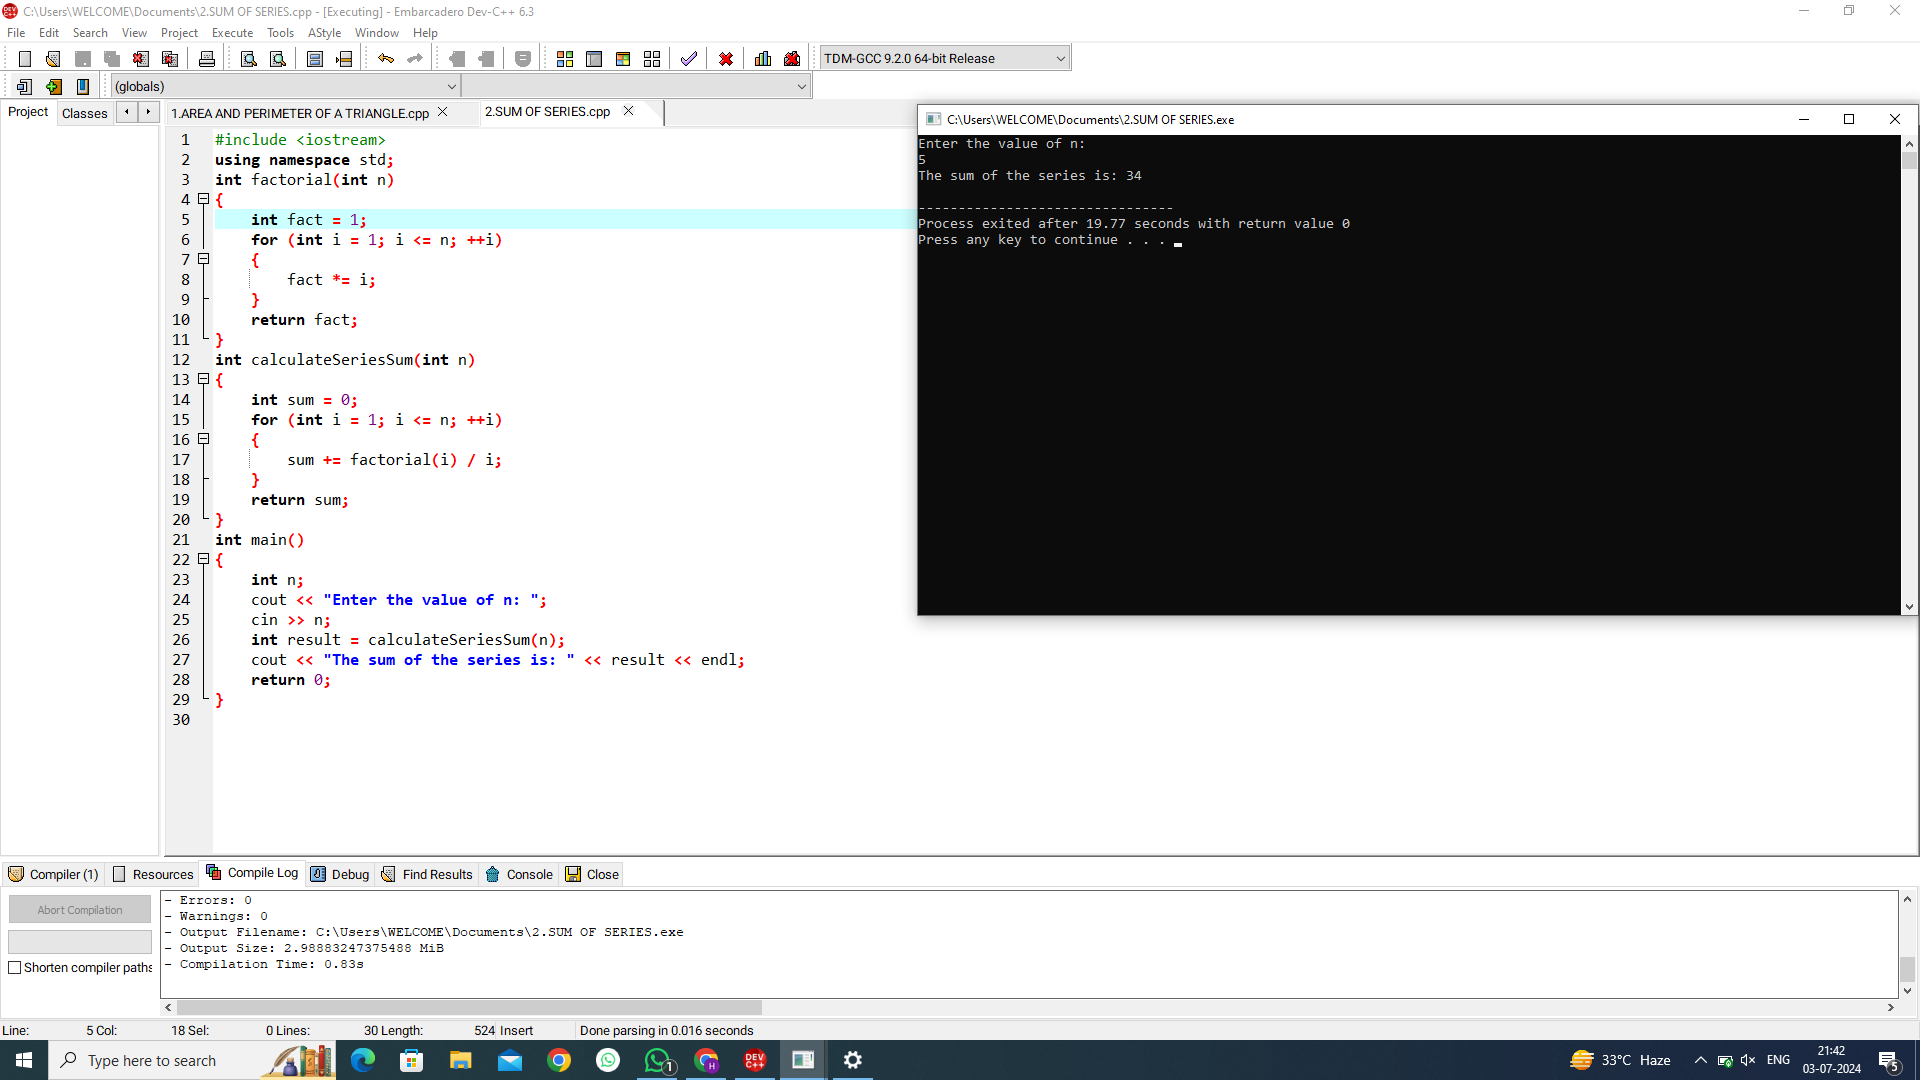 C:\Users\WELCOME\Documents\2.SUM OF SERIES.cpp - [Executing] - Embarcadero Dev-C++ 6.3
File Edit Search View Project Execute Tools AStyle Window Help
TDM-GCC 9.2.0 64-bit Release
(globals)
Project Classes
1.AREA AND PERIMETER OF A TRIANGLE.cpp 2.SUM OF SERIES.cpp
1 #include <iostream>
2 using namespace std;
3 int factorial(int n)
4 {
5 int fact = 1;
6 for (int i = 1; i <= n; ++i)
7 {
8 fact *= i;
9 }
10 return fact;
11 }
12 int calculateSeriesSum(int n)
13 {
14 int sum = 0;
15 for (int i = 1; i <= n; ++i)
16 {
17 sum += factorial(i) / i;
18 }
19 return sum;
20 }
21 int main()
22 {
23 int n;
24 cout << "Enter the value of n: ";
25 cin >> n;
26 int result = calculateSeriesSum(n);
27 cout << "The sum of the series is: " << result << endl;
28 return 0;
29 }
30
C:\Users\WELCOME\Documents\2.SUM OF SERIES.exe
Enter the value of n:
5
The sum of the series is: 34
--------------------------------
Process exited after 19.77 seconds with return value 0
Press any key to continue . . .
Compiler (1) Resources Compile Log Debug Find Results Console Close
Abort Compilation
Shorten compiler paths
- Errors: 0
- Warnings: 0
- Output Filename: C:\Users\WELCOME\Documents\2.SUM OF SERIES.exe
- Output Size: 2.98883247375488 MiB
- Compilation Time: 0.83s
Line: 5 Col: 18 Sel: 0 Lines: 30 Length: 524 Insert Done parsing in 0.016 seconds
Type here to search
1
H
DEV C++
33°C Haze
ENG
21:42
03-07-2024
5